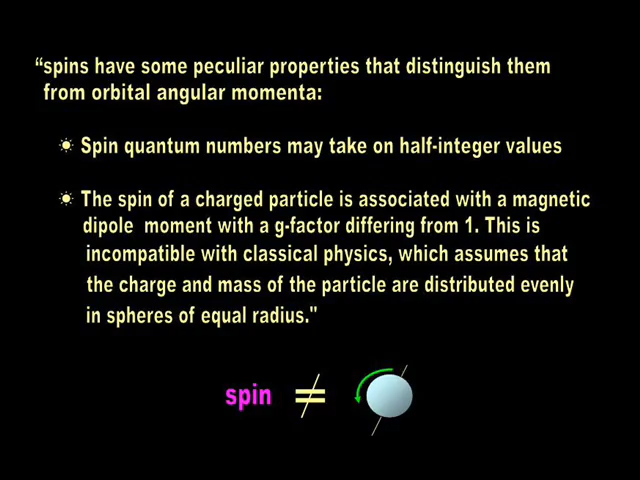 “spins have some peculiar properties that distinguish them
from orbital angular momenta:
Spin quantum numbers may take on half-integer values
The spin of a charged particle is associated with a magnetic
dipole moment with a g-factor differing from 1. This is
incompatible with classical physics, which assumes that
the charge and mass of the particle are distributed evenly
in spheres of equal radius."
spin ≠